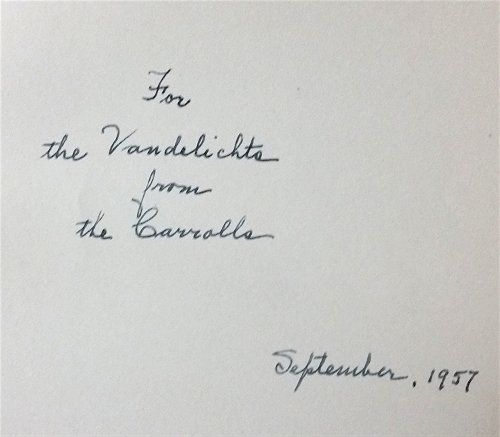 For
the Vandelichts
from
the Carrolls
September, 1957